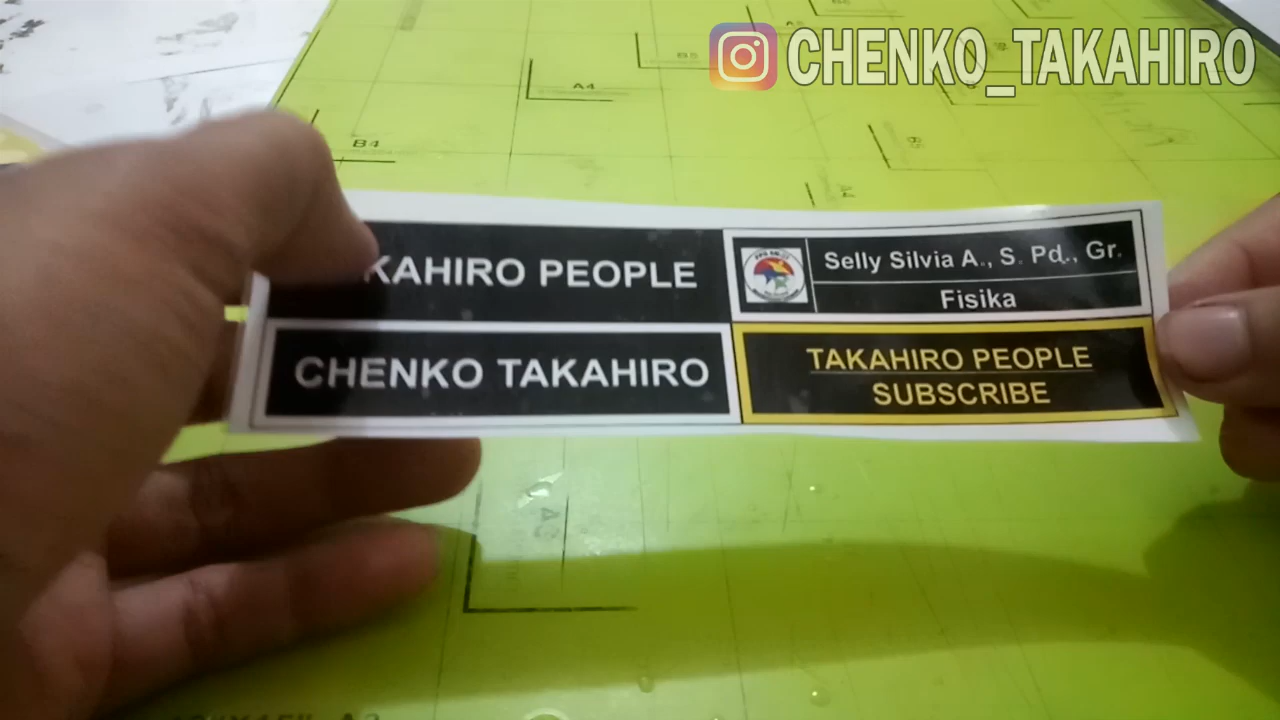 CHENKO_TAKAHIRO
A4
B5
B4
KAHIRO PEOPLE
Selly Silvia A., S. Pd., Gr.
Fisika
CHENKO TAKAHIRO
TAKAHIRO PEOPLE
SUBSCRIBE